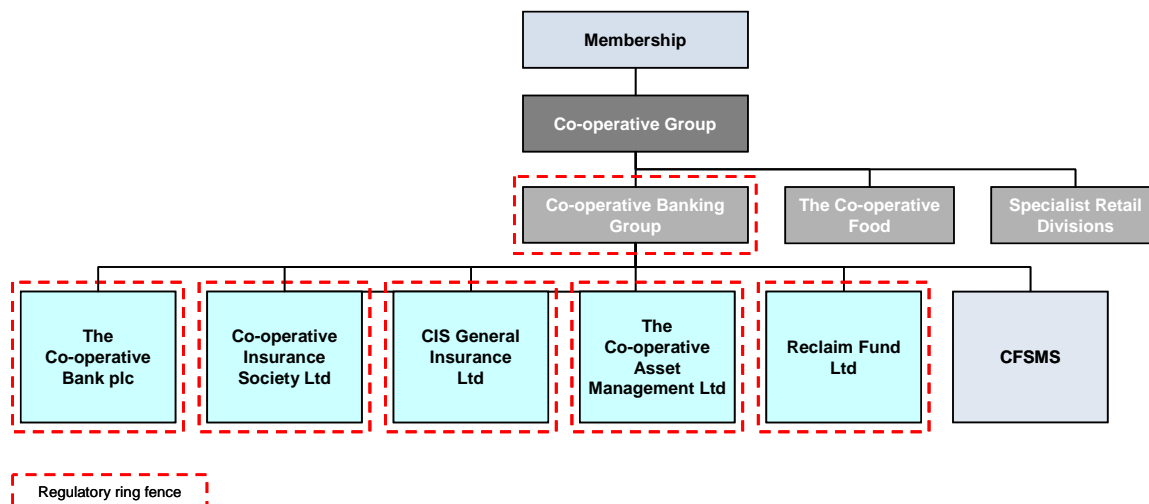 Membership
Co-operative Group
Co-operative Banking
Group
The Co-operative
Food
Specialist Retail
Divisions
The
Co-operative
Bank plc
Co-operative
Insurance
Society Ltd
CIS General
Insurance
Ltd
The
Co-operative
Asset
Management Ltd
Reclaim Fund
Ltd
CFSMS
Regulatory ring fence